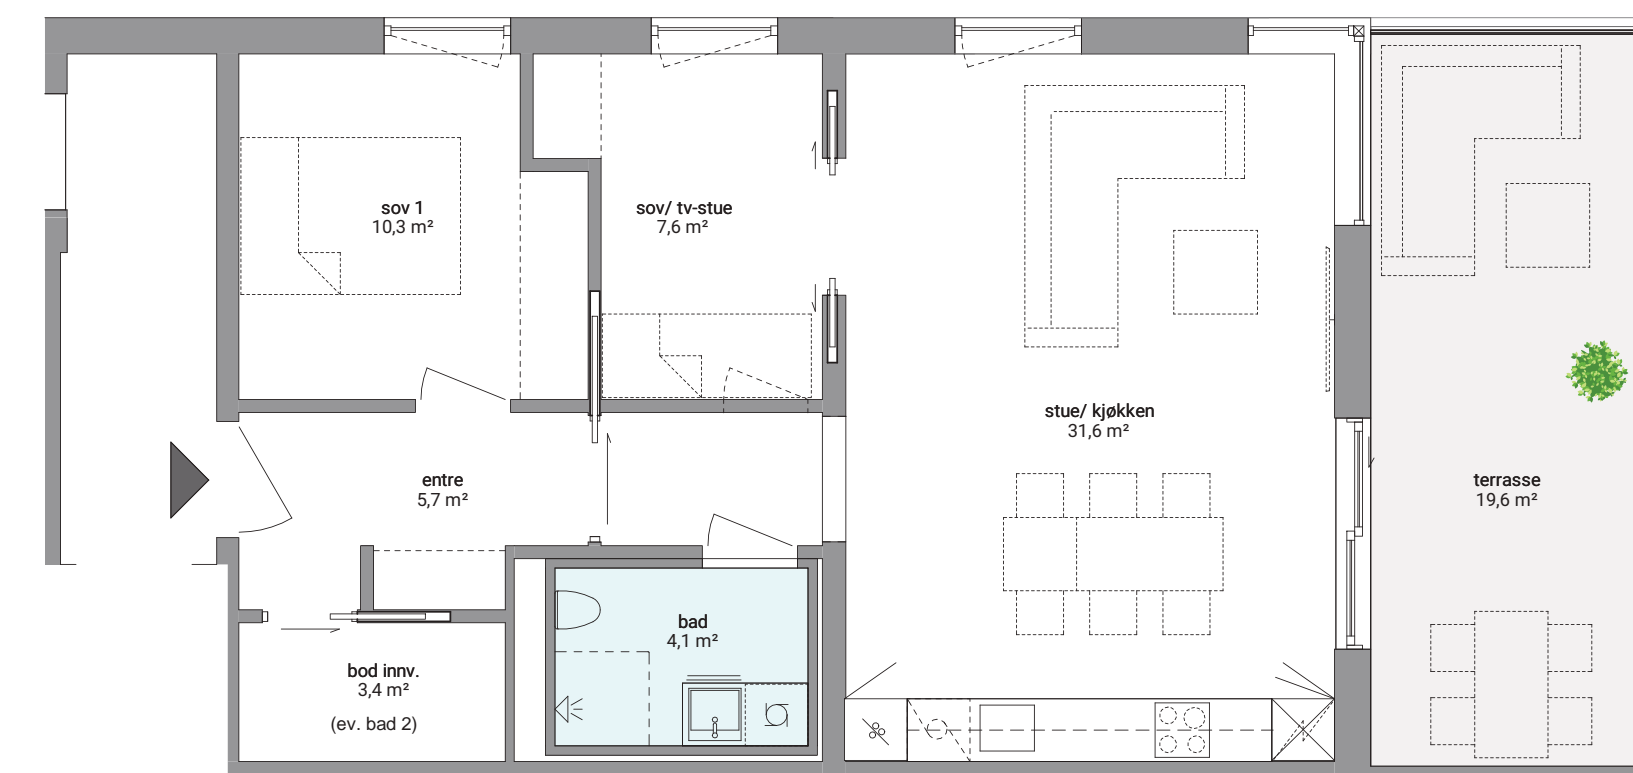 sov 1
10,3 m²
sov/ tv-stue
7,6 m²
stue/ kjøkken
31,6 m²
entre
5,7 m²
terrasse
19,6 m²
bad
4,1 m²
bod innv.
3,4 m²
(ev. bad 2)